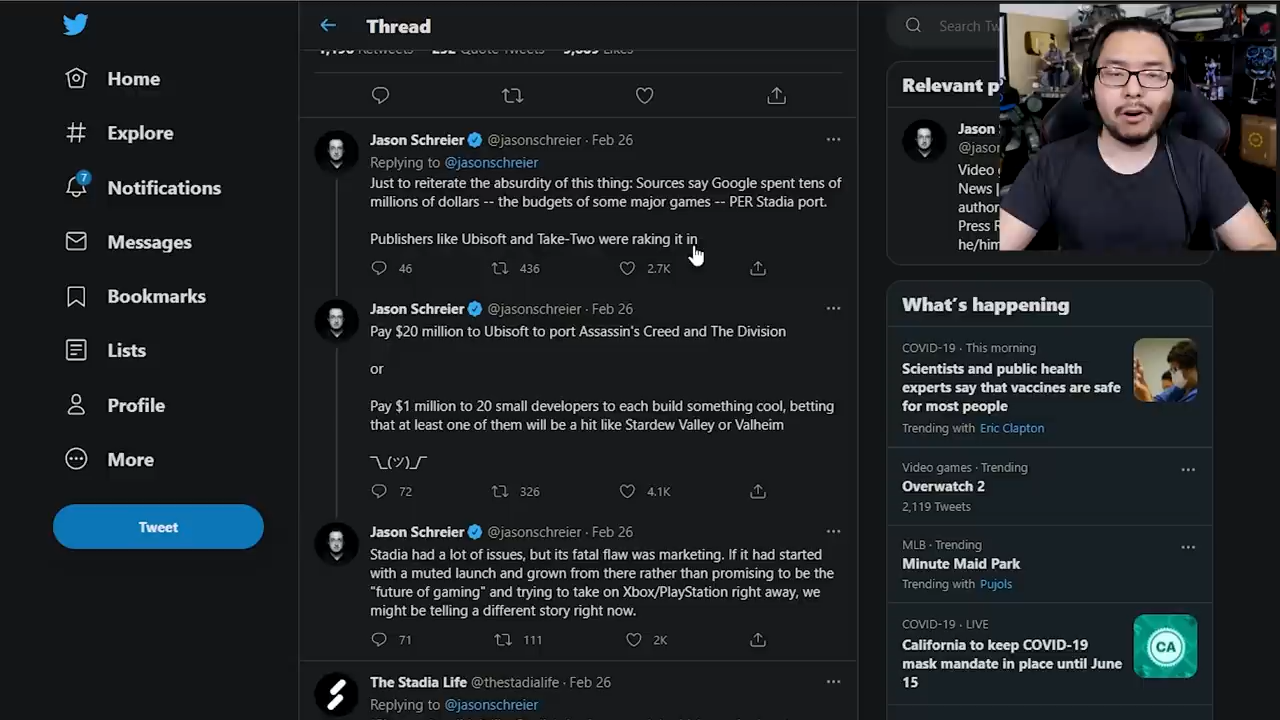 Home
Explore
7
Notifications
Messages
Bookmarks
Lists
Profile
More
Tweet
Thread
Retweets Quote Tweets Likes
Jason Schreier @jasonschreier · Feb 26
Replying to @jasonschreier
Just to reiterate the absurdity of this thing: Sources say Google spent tens of
millions of dollars -- the budgets of some major games -- PER Stadia port.
Publishers like Ubisoft and Take-Two were raking it in
46 436 2.7K
Jason Schreier @jasonschreier · Feb 26
Pay $20 million to Ubisoft to port Assassin's Creed and The Division
or
Pay $1 million to 20 small developers to each build something cool, betting
that at least one of them will be a hit like Stardew Valley or Valheim
¯\_(ツ)_/¯
72 326 4.1K
Jason Schreier @jasonschreier · Feb 26
Stadia had a lot of issues, but its fatal flaw was marketing. If it had started
with a muted launch and grown from there rather than promising to be the
"future of gaming" and trying to take on Xbox/PlayStation right away, we
might be telling a different story right now.
71 111 2K
The Stadia Life @thestadialife · Feb 26
Replying to @jasonschreier
Search Tw
Relevant p
Jason
@jason
Video g
News |
author
Press R
he/him
What's happening
COVID-19 · This morning
Scientists and public health
experts say that vaccines are safe
for most people
Trending with Eric Clapton
Video games · Trending
Overwatch 2
2,119 Tweets
MLB · Trending
Minute Maid Park
Trending with Pujols
COVID-19 · LIVE
California to keep COVID-19
mask mandate in place until June
15
CA